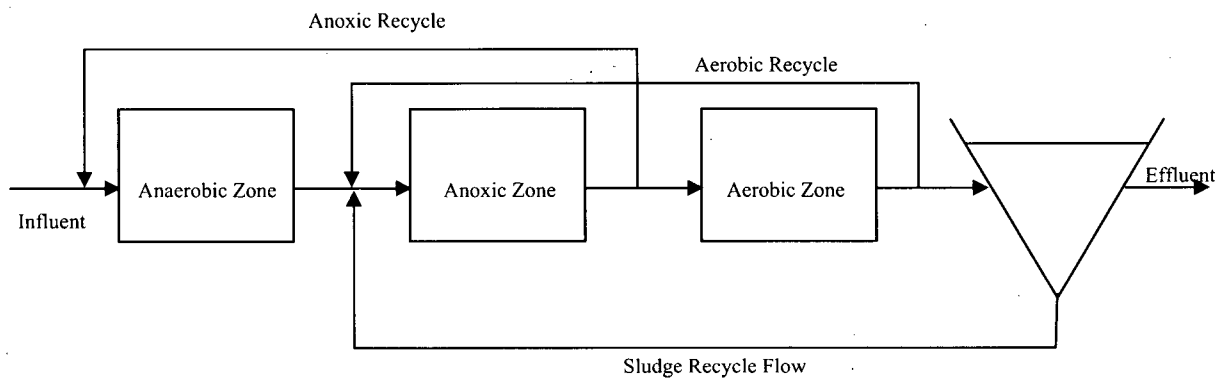 Anoxic Recycle
Aerobic Recycle
Influent
Anaerobic Zone
Anoxic Zone
Aerobic Zone
Effluent
Sludge Recycle Flow